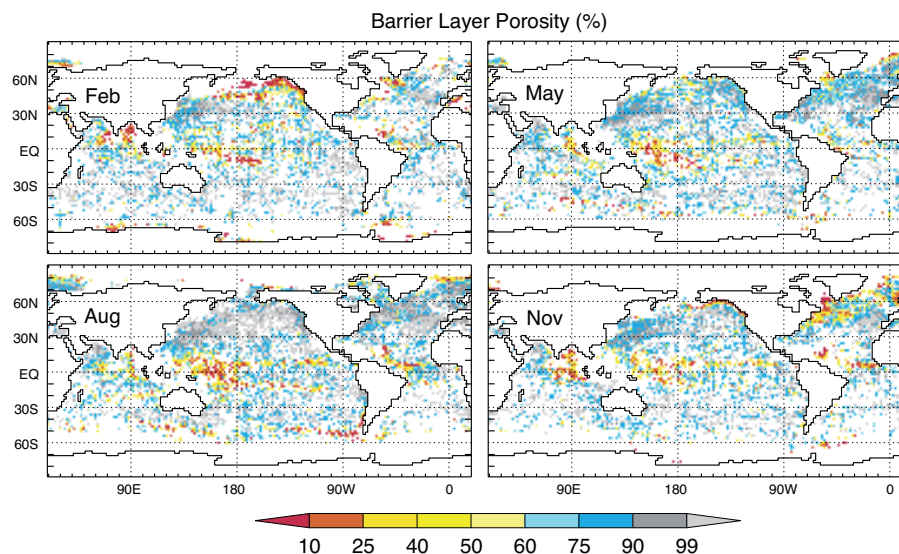 Barrier Layer Porosity (%)
60N
30N
EQ
30S
60S
Feb
May
60N
30N
EQ
30S
60S
Aug
Nov
90E 180 90W 0 90E 180 90W 0
10 25 40 50 60 75 90 99